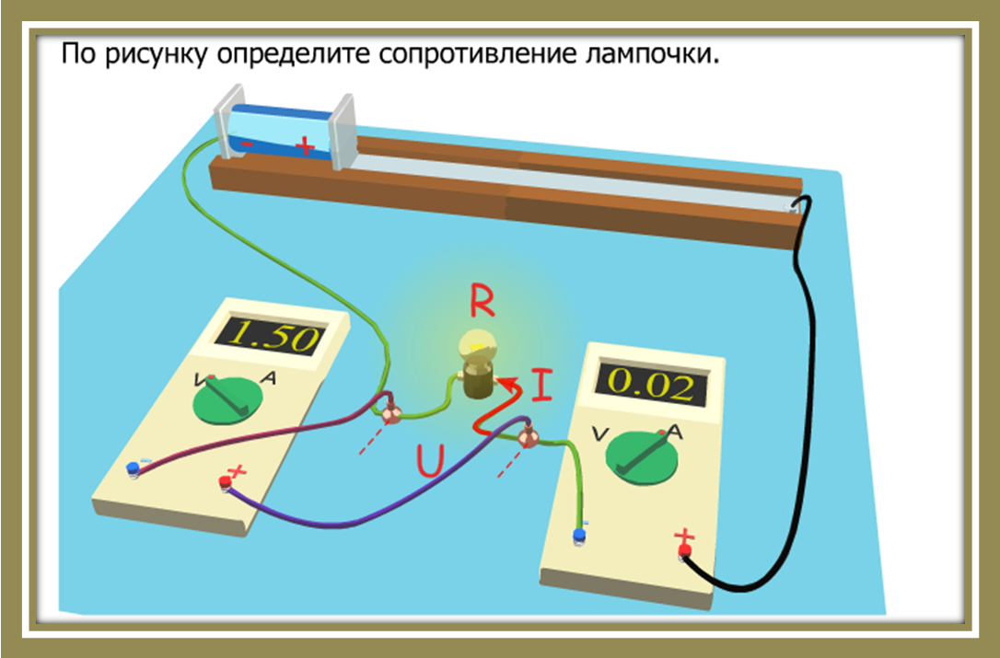 По рисунку определите сопротивление лампочки.
- +
R
1.50
V A
I
0.02
V A
U
- +
- +